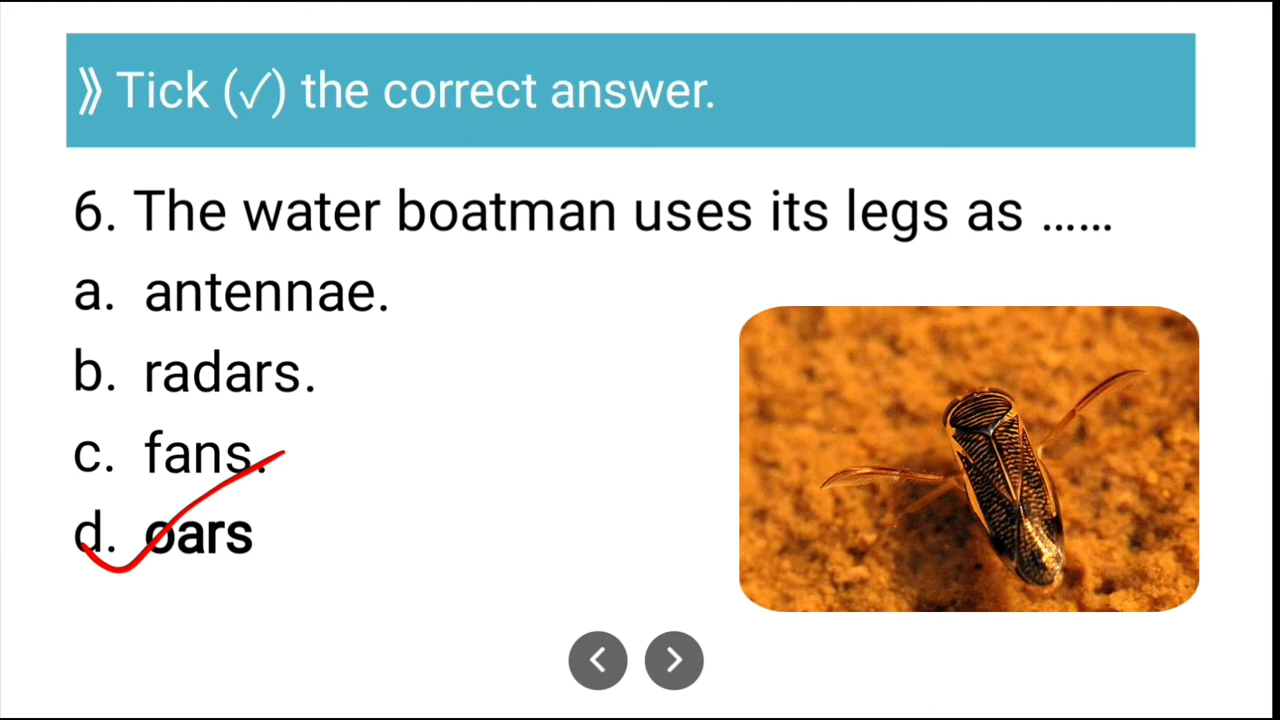 ⟫ Tick (✓) the correct answer.
6. The water boatman uses its legs as ......
a. antennae.
b. radars.
c. fans.
d. oars